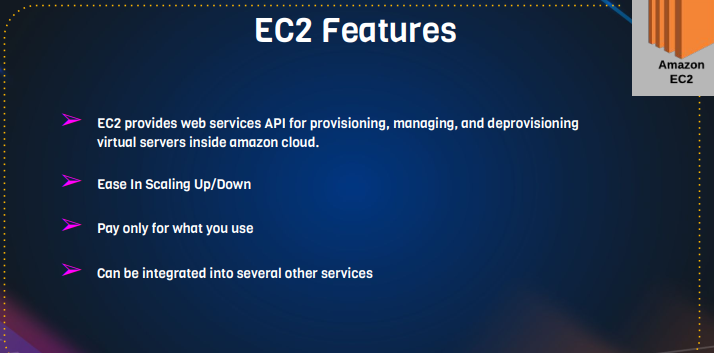 EC2 Features
Amazon
EC2
EC2 provides web services API for provisioning, managing, and deprovisioning
virtual servers inside amazon cloud.
Ease In Scaling Up/Down
Pay only for what you use
Can be integrated into several other services